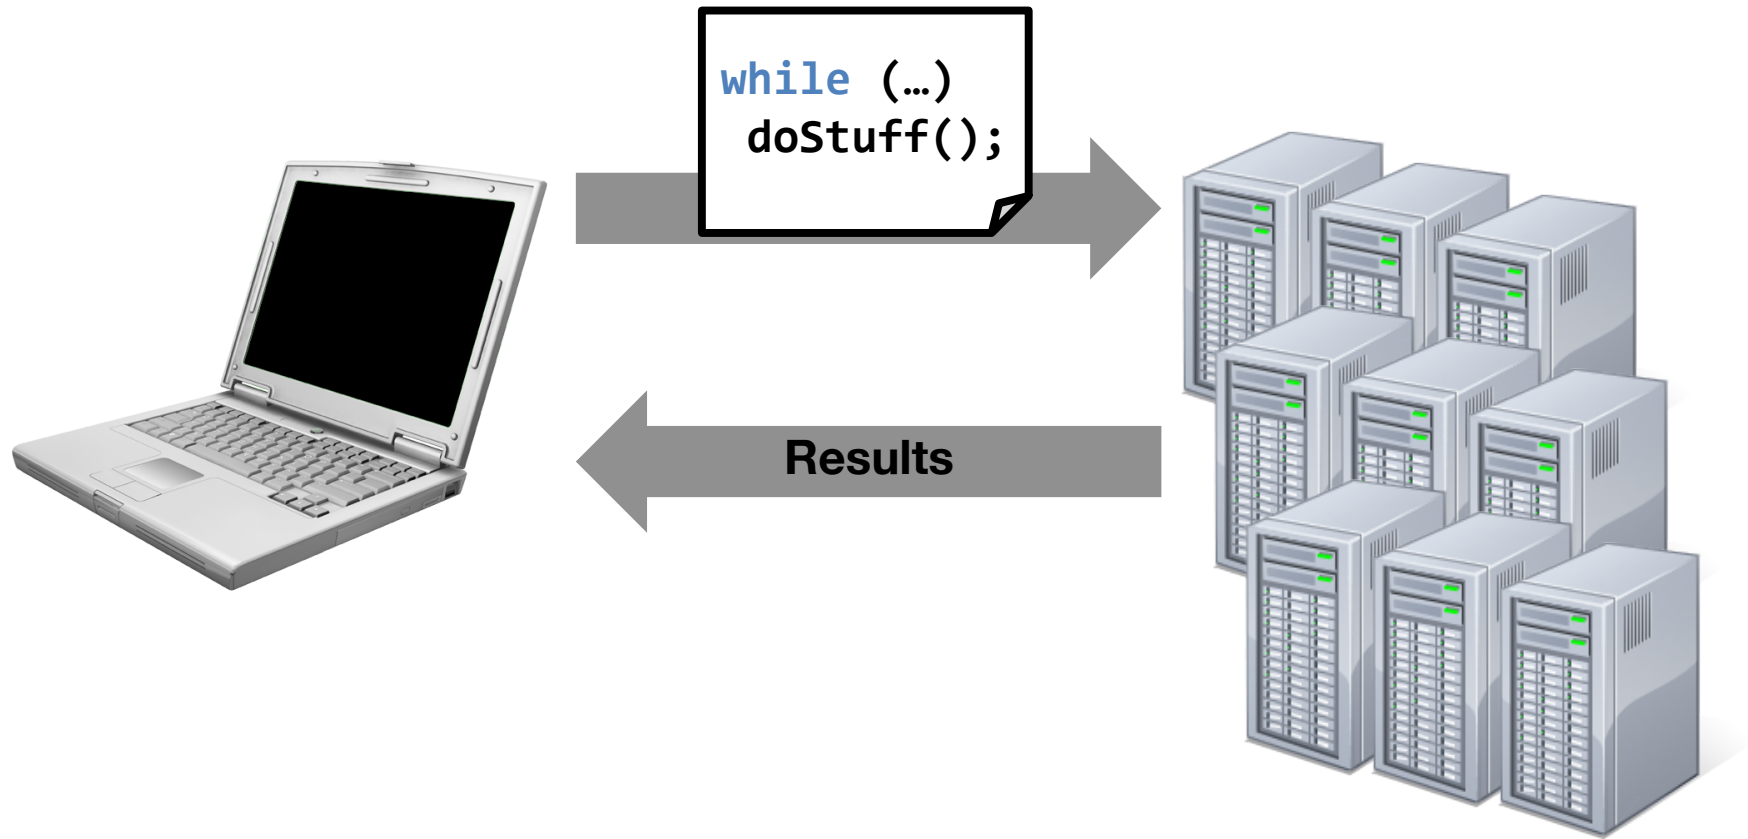 while (…)
doStuff();
Results